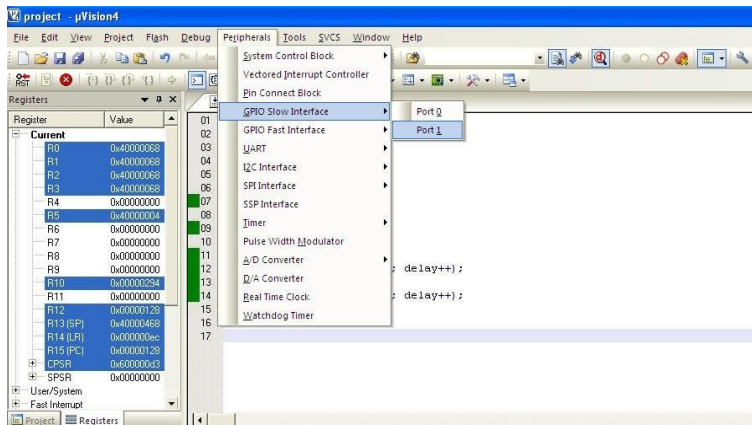 project - µVision4
File Edit View Project Flash Debug Peripherals Tools SVCS Window Help
System Control Block
Vectored Interrupt Controller
Pin Connect Block
GPIO Slow Interface
GPIO Fast Interface
UART
I2C Interface
SPI Interface
SSP Interface
Timer
Pulse Width Modulator
A/D Converter
D/A Converter
Real Time Clock
Watchdog Timer
Port 0
Port 1
RST
Registers
Register Value
Current
R0 0x40000068
R1 0x40000068
R2 0x40000068
R3 0x40000068
R4 0x00000000
R5 0x40000004
R6 0x00000000
R7 0x00000000
R8 0x00000000
R9 0x00000000
R10 0x00000294
R11 0x00000000
R12 0x00000128
R13 (SP) 0x40000468
R14 (LR) 0x000000ec
R15 (PC) 0x00000128
CPSR 0x600000d3
SPSR 0x00000000
User/System
Fast Interrupt
Project Registers
01
02
03
04
05
06
07
08
09
10
11
12 ; delay++);
13
14 ; delay++);
15
16
17